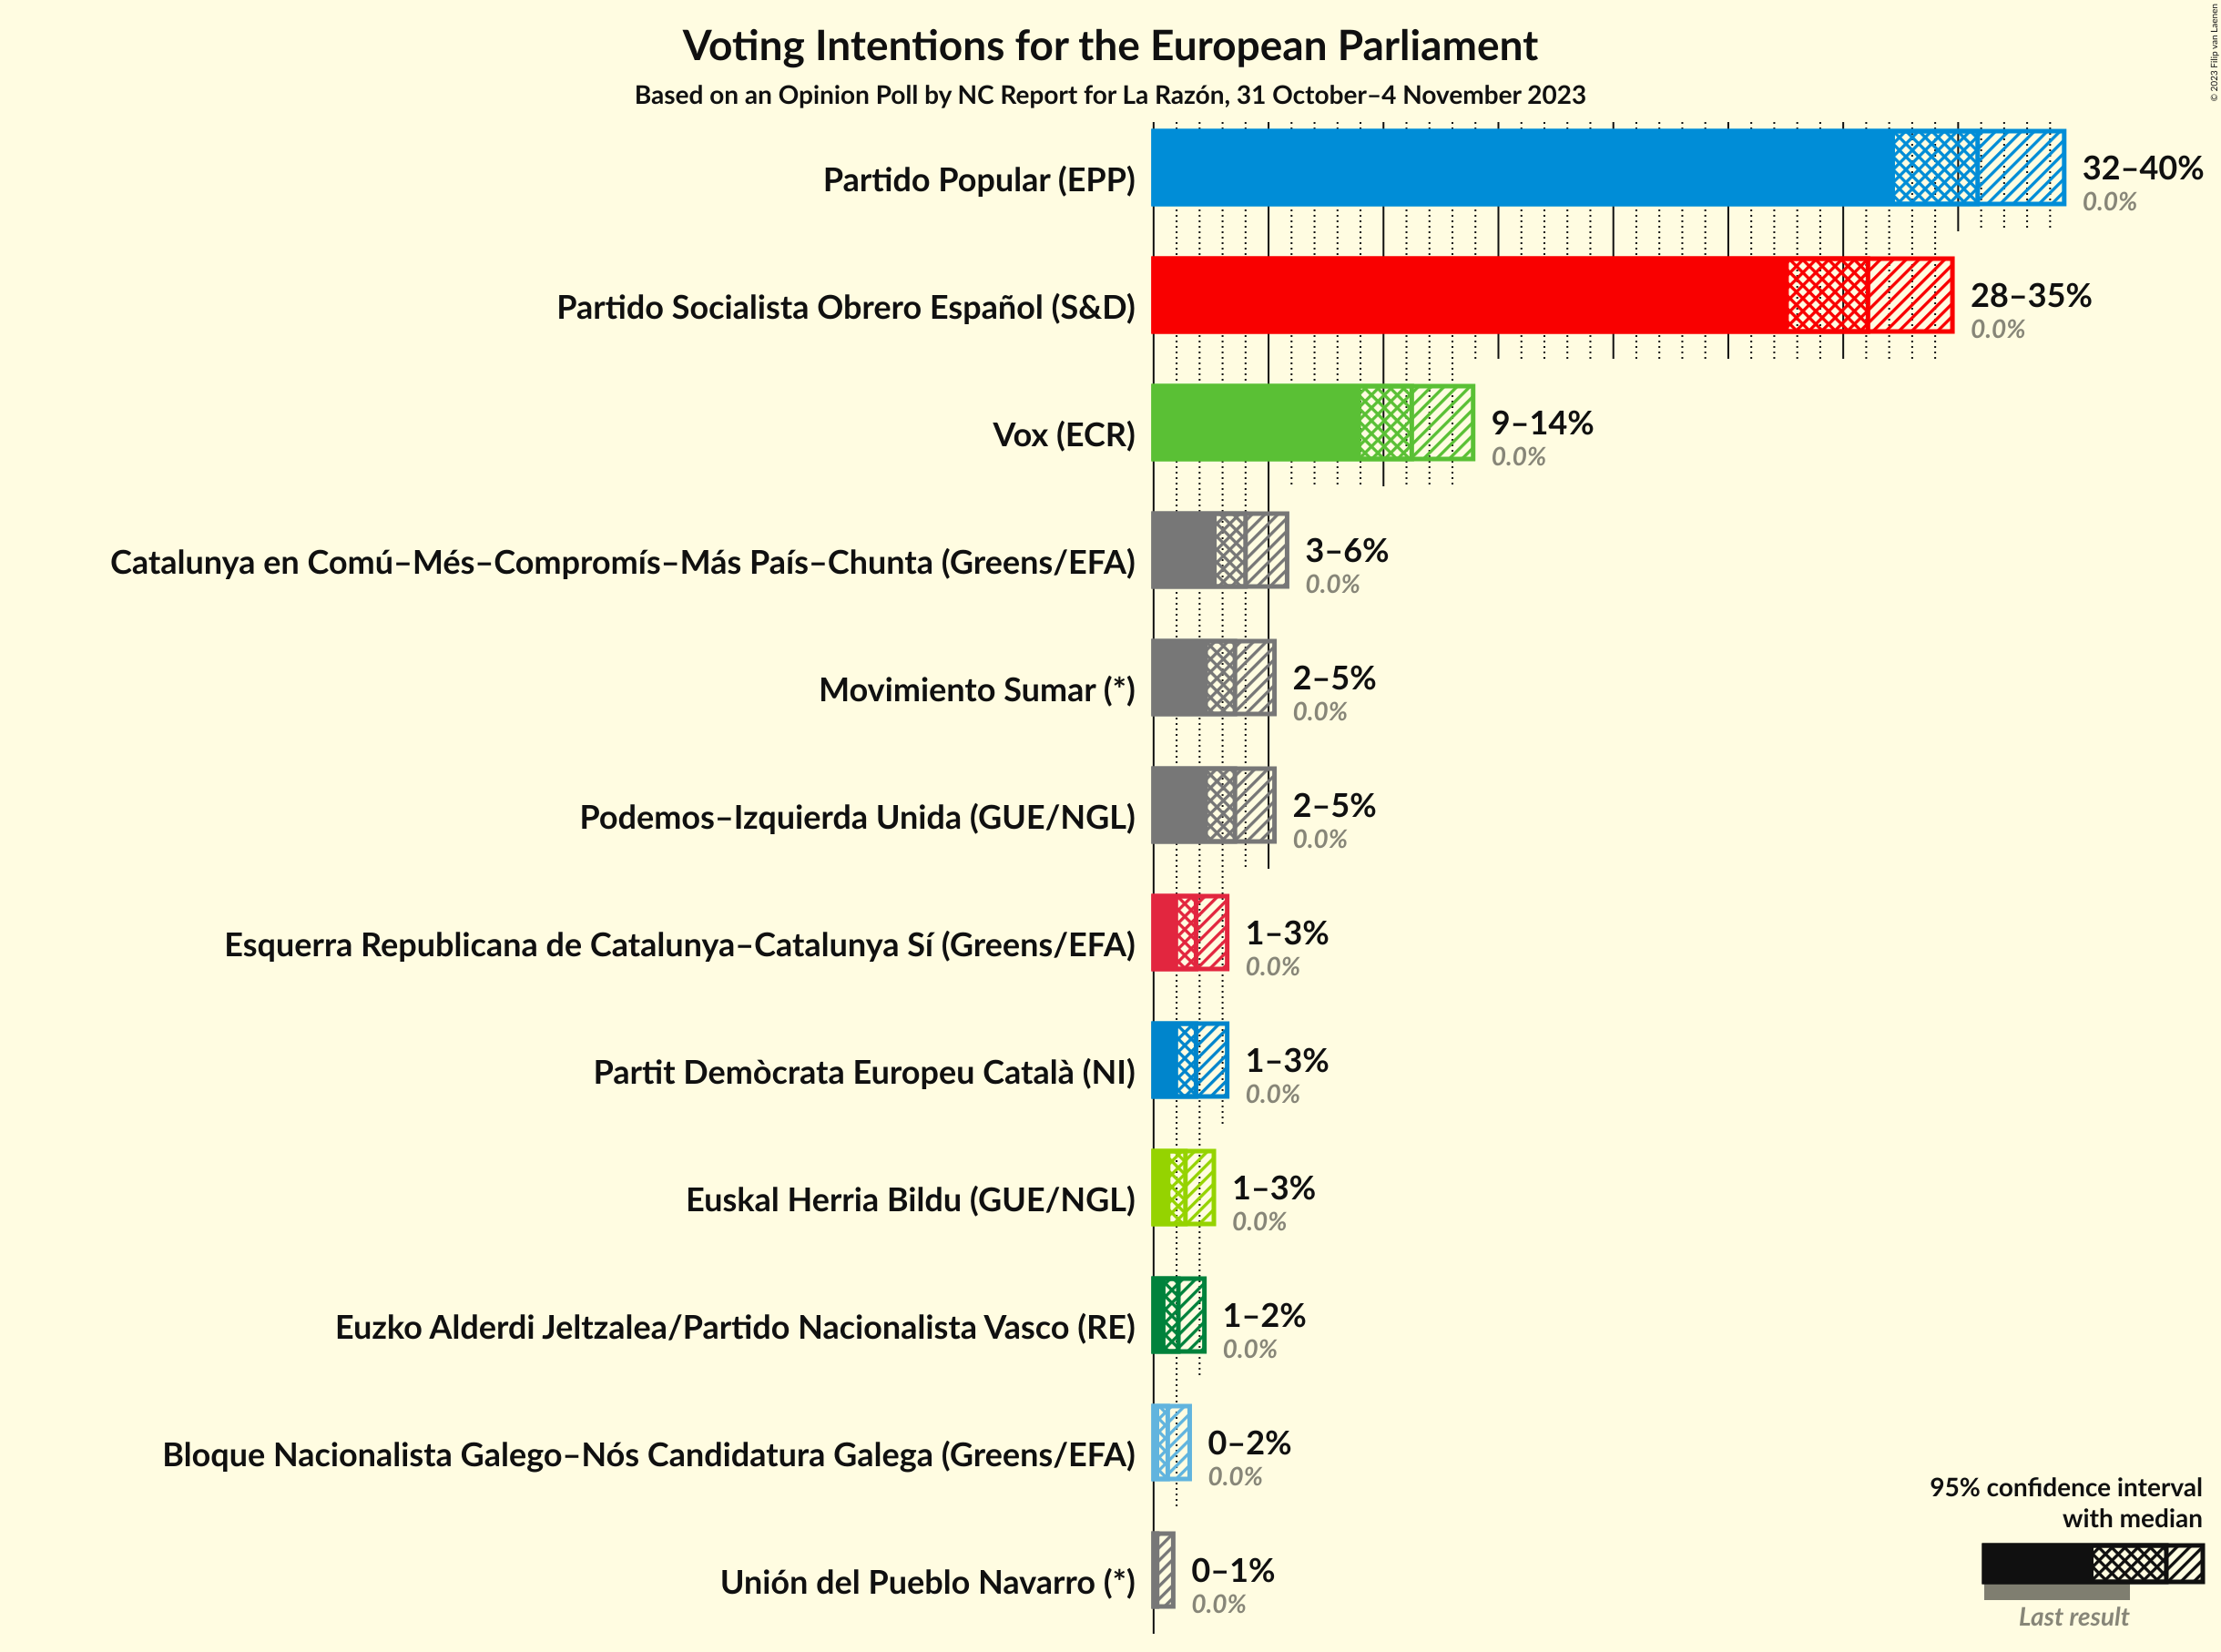 Voting Intentions for the European Parliament
Based on an Opinion Poll by NC Report for La Razón, 31 October–4 November 2023
© 2023 Filip van Laenen
Partido Popular (EPP)
32–40%
0.0%
Partido Socialista Obrero Español (S&D)
28–35%
0.0%
Vox (ECR)
9–14%
0.0%
Catalunya en Comú–Més–Compromís–Más País–Chunta (Greens/EFA)
3–6%
0.0%
Movimiento Sumar (*)
2–5%
0.0%
Podemos–Izquierda Unida (GUE/NGL)
2–5%
0.0%
Esquerra Republicana de Catalunya–Catalunya Sí (Greens/EFA)
1–3%
0.0%
Partit Demòcrata Europeu Català (NI)
1–3%
0.0%
Euskal Herria Bildu (GUE/NGL)
1–3%
0.0%
Euzko Alderdi Jeltzalea/Partido Nacionalista Vasco (RE)
1–2%
0.0%
Bloque Nacionalista Galego–Nós Candidatura Galega (Greens/EFA)
0–2%
0.0%
Unión del Pueblo Navarro (*)
0–1%
0.0%
95% confidence interval
with median
Last result